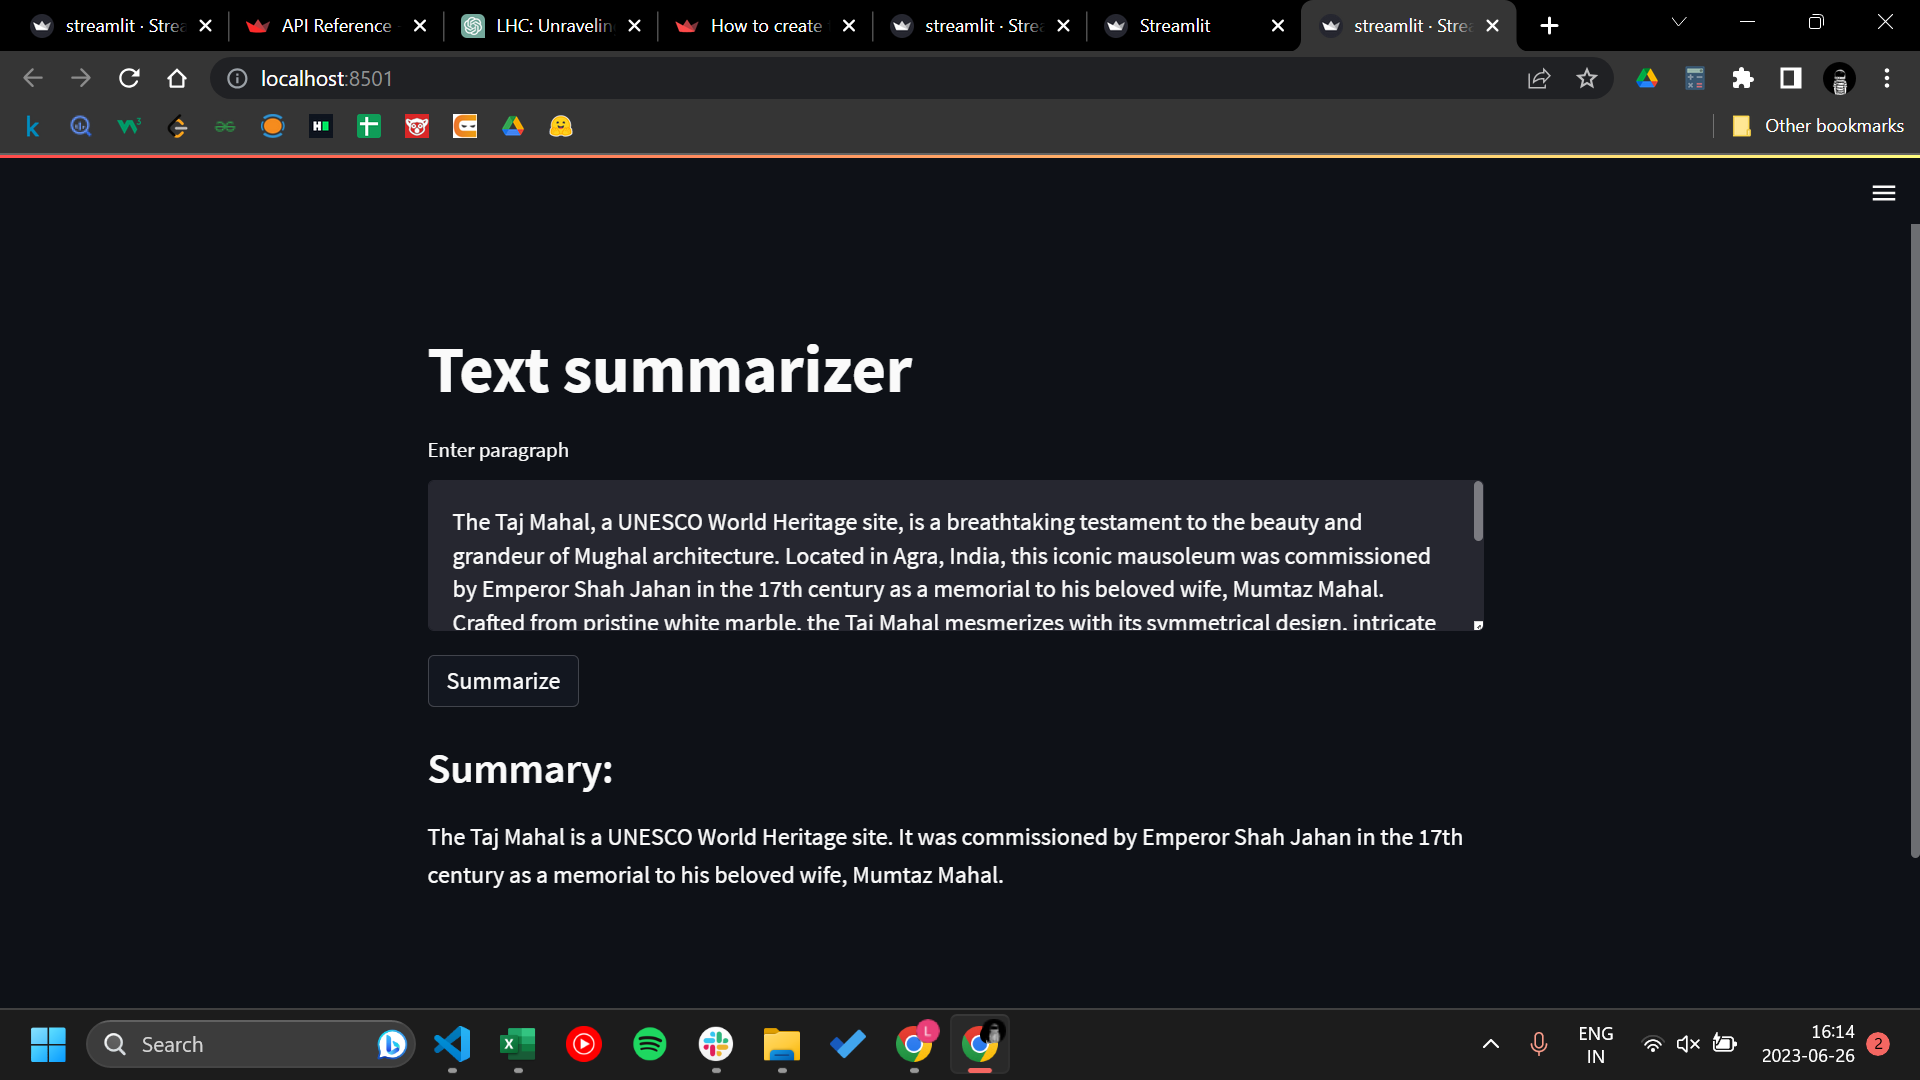 streamlit · Strea
API Reference
LHC: Unravelin
How to create
streamlit · Strea
Streamlit
streamlit · Strea
localhost:8501
Other bookmarks
Text summarizer
Enter paragraph
The Taj Mahal, a UNESCO World Heritage site, is a breathtaking testament to the beauty and
grandeur of Mughal architecture. Located in Agra, India, this iconic mausoleum was commissioned
by Emperor Shah Jahan in the 17th century as a memorial to his beloved wife, Mumtaz Mahal.
Crafted from pristine white marble, the Taj Mahal mesmerizes with its symmetrical design, intricate
Summarize
Summary:
The Taj Mahal is a UNESCO World Heritage site. It was commissioned by Emperor Shah Jahan in the 17th
century as a memorial to his beloved wife, Mumtaz Mahal.
Search
L
ENG
IN
16:14
2023-06-26
2